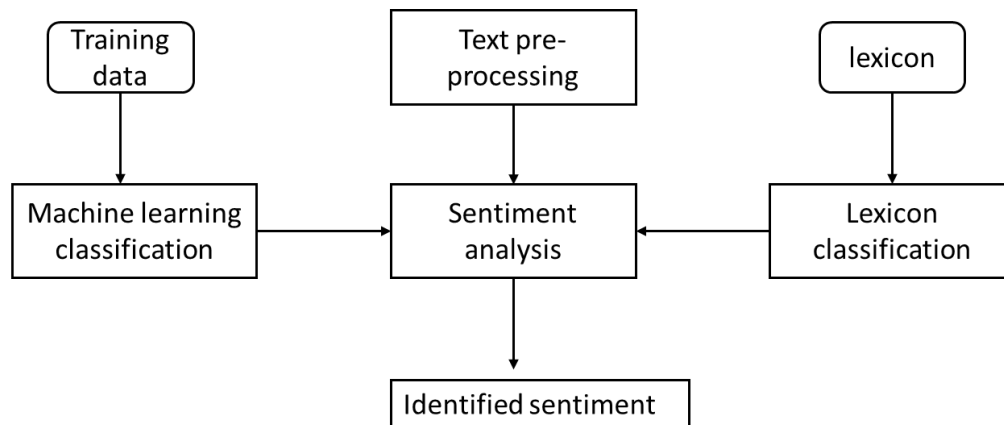 Training
data
Text pre-
processing
lexicon
Machine learning
classification
Sentiment
analysis
Lexicon
classification
Identified sentiment